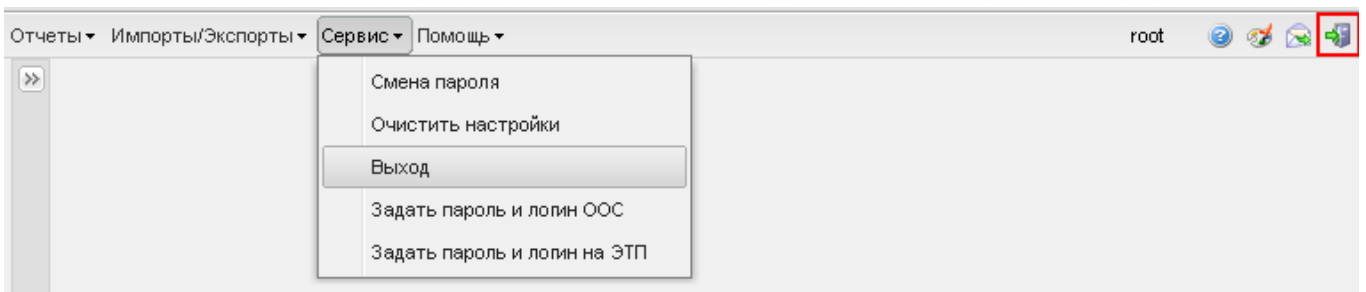 Отчеты Импорты/Экспорты Сервис Помощь root
Смена пароля
Очистить настройки
Выход
Задать пароль и логин ООС
Задать пароль и логин на ЭТП